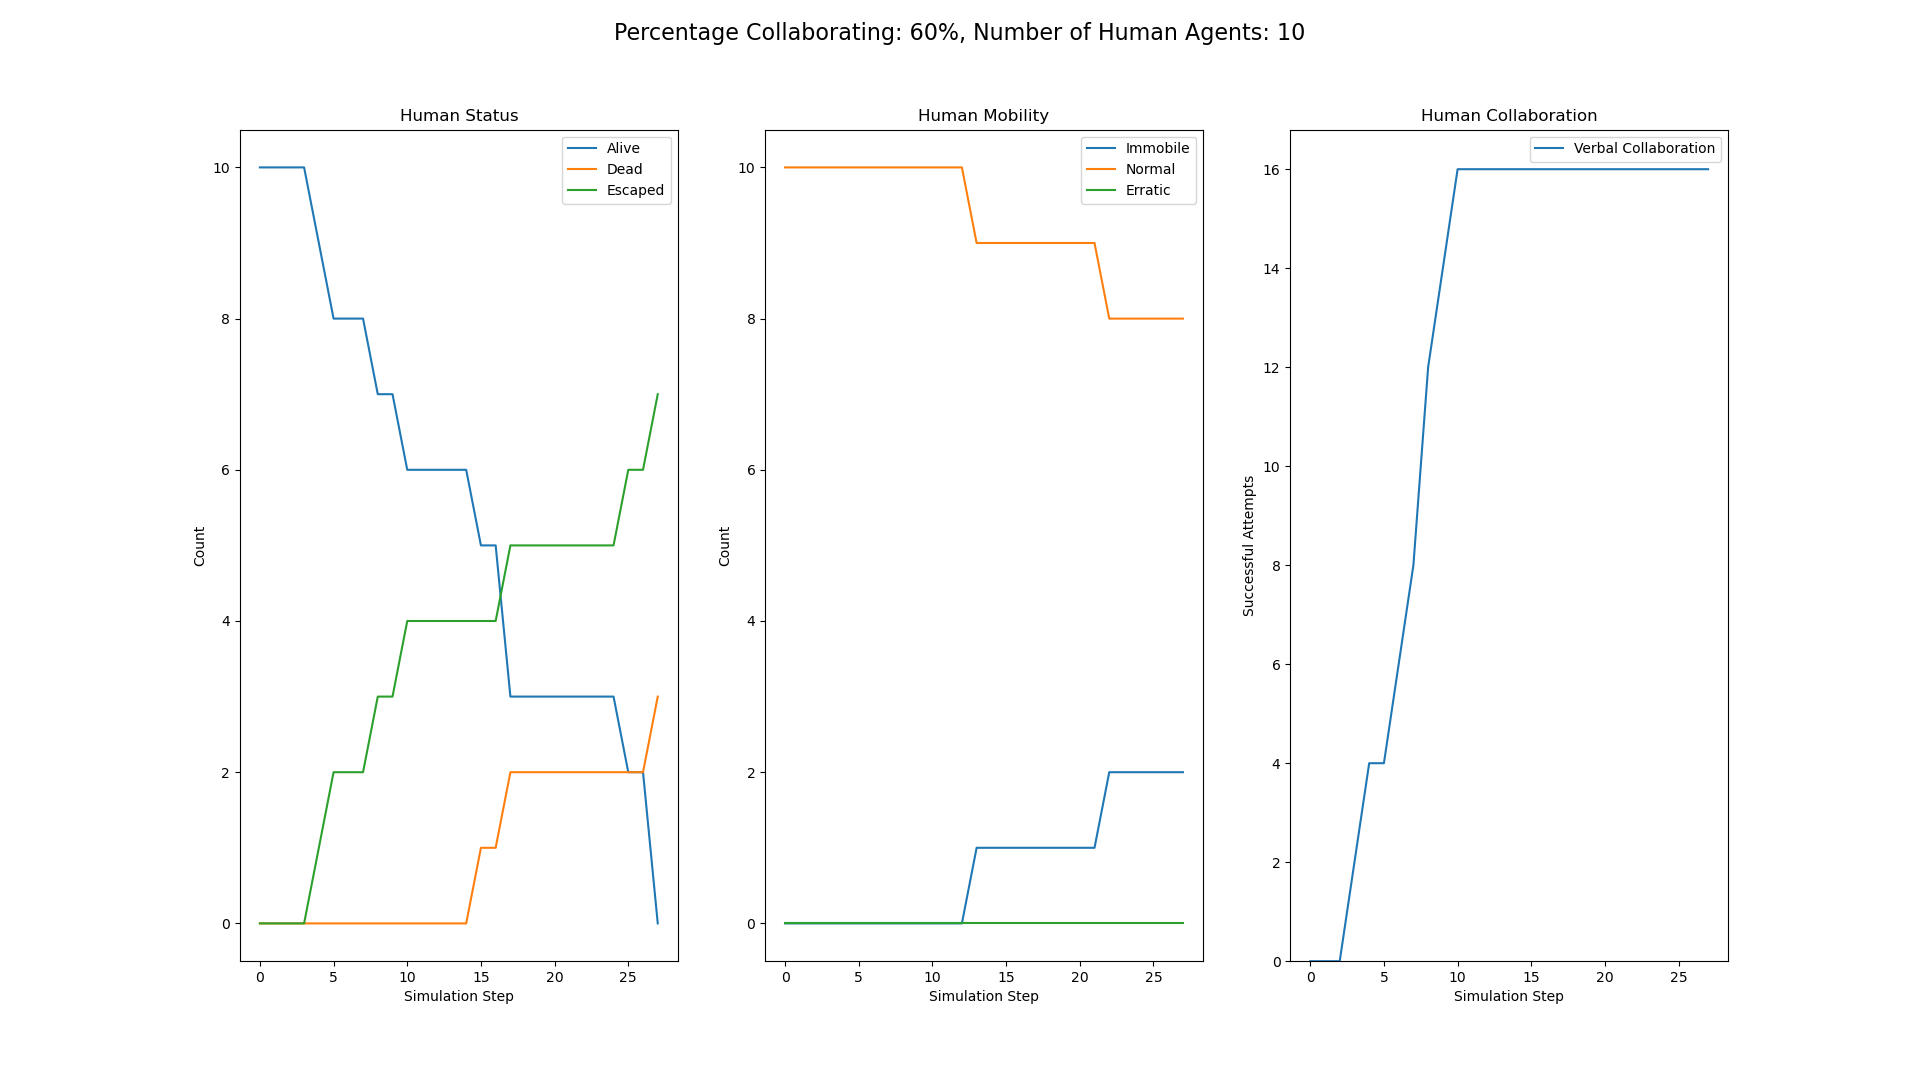 Percentage Collaborating: 60%, Number of Human Agents: 10
Human Status
Alive
Dead
Escaped
10
8
6
4
2
0
Count
0 5 10 15 20 25
Simulation Step
Human Mobility
Immobile
Normal
Erratic
10
8
6
4
2
0
Count
0 5 10 15 20 25
Simulation Step
Human Collaboration
Verbal Collaboration
16
14
12
10
8
6
4
2
0
Successful Attempts
0 5 10 15 20 25
Simulation Step